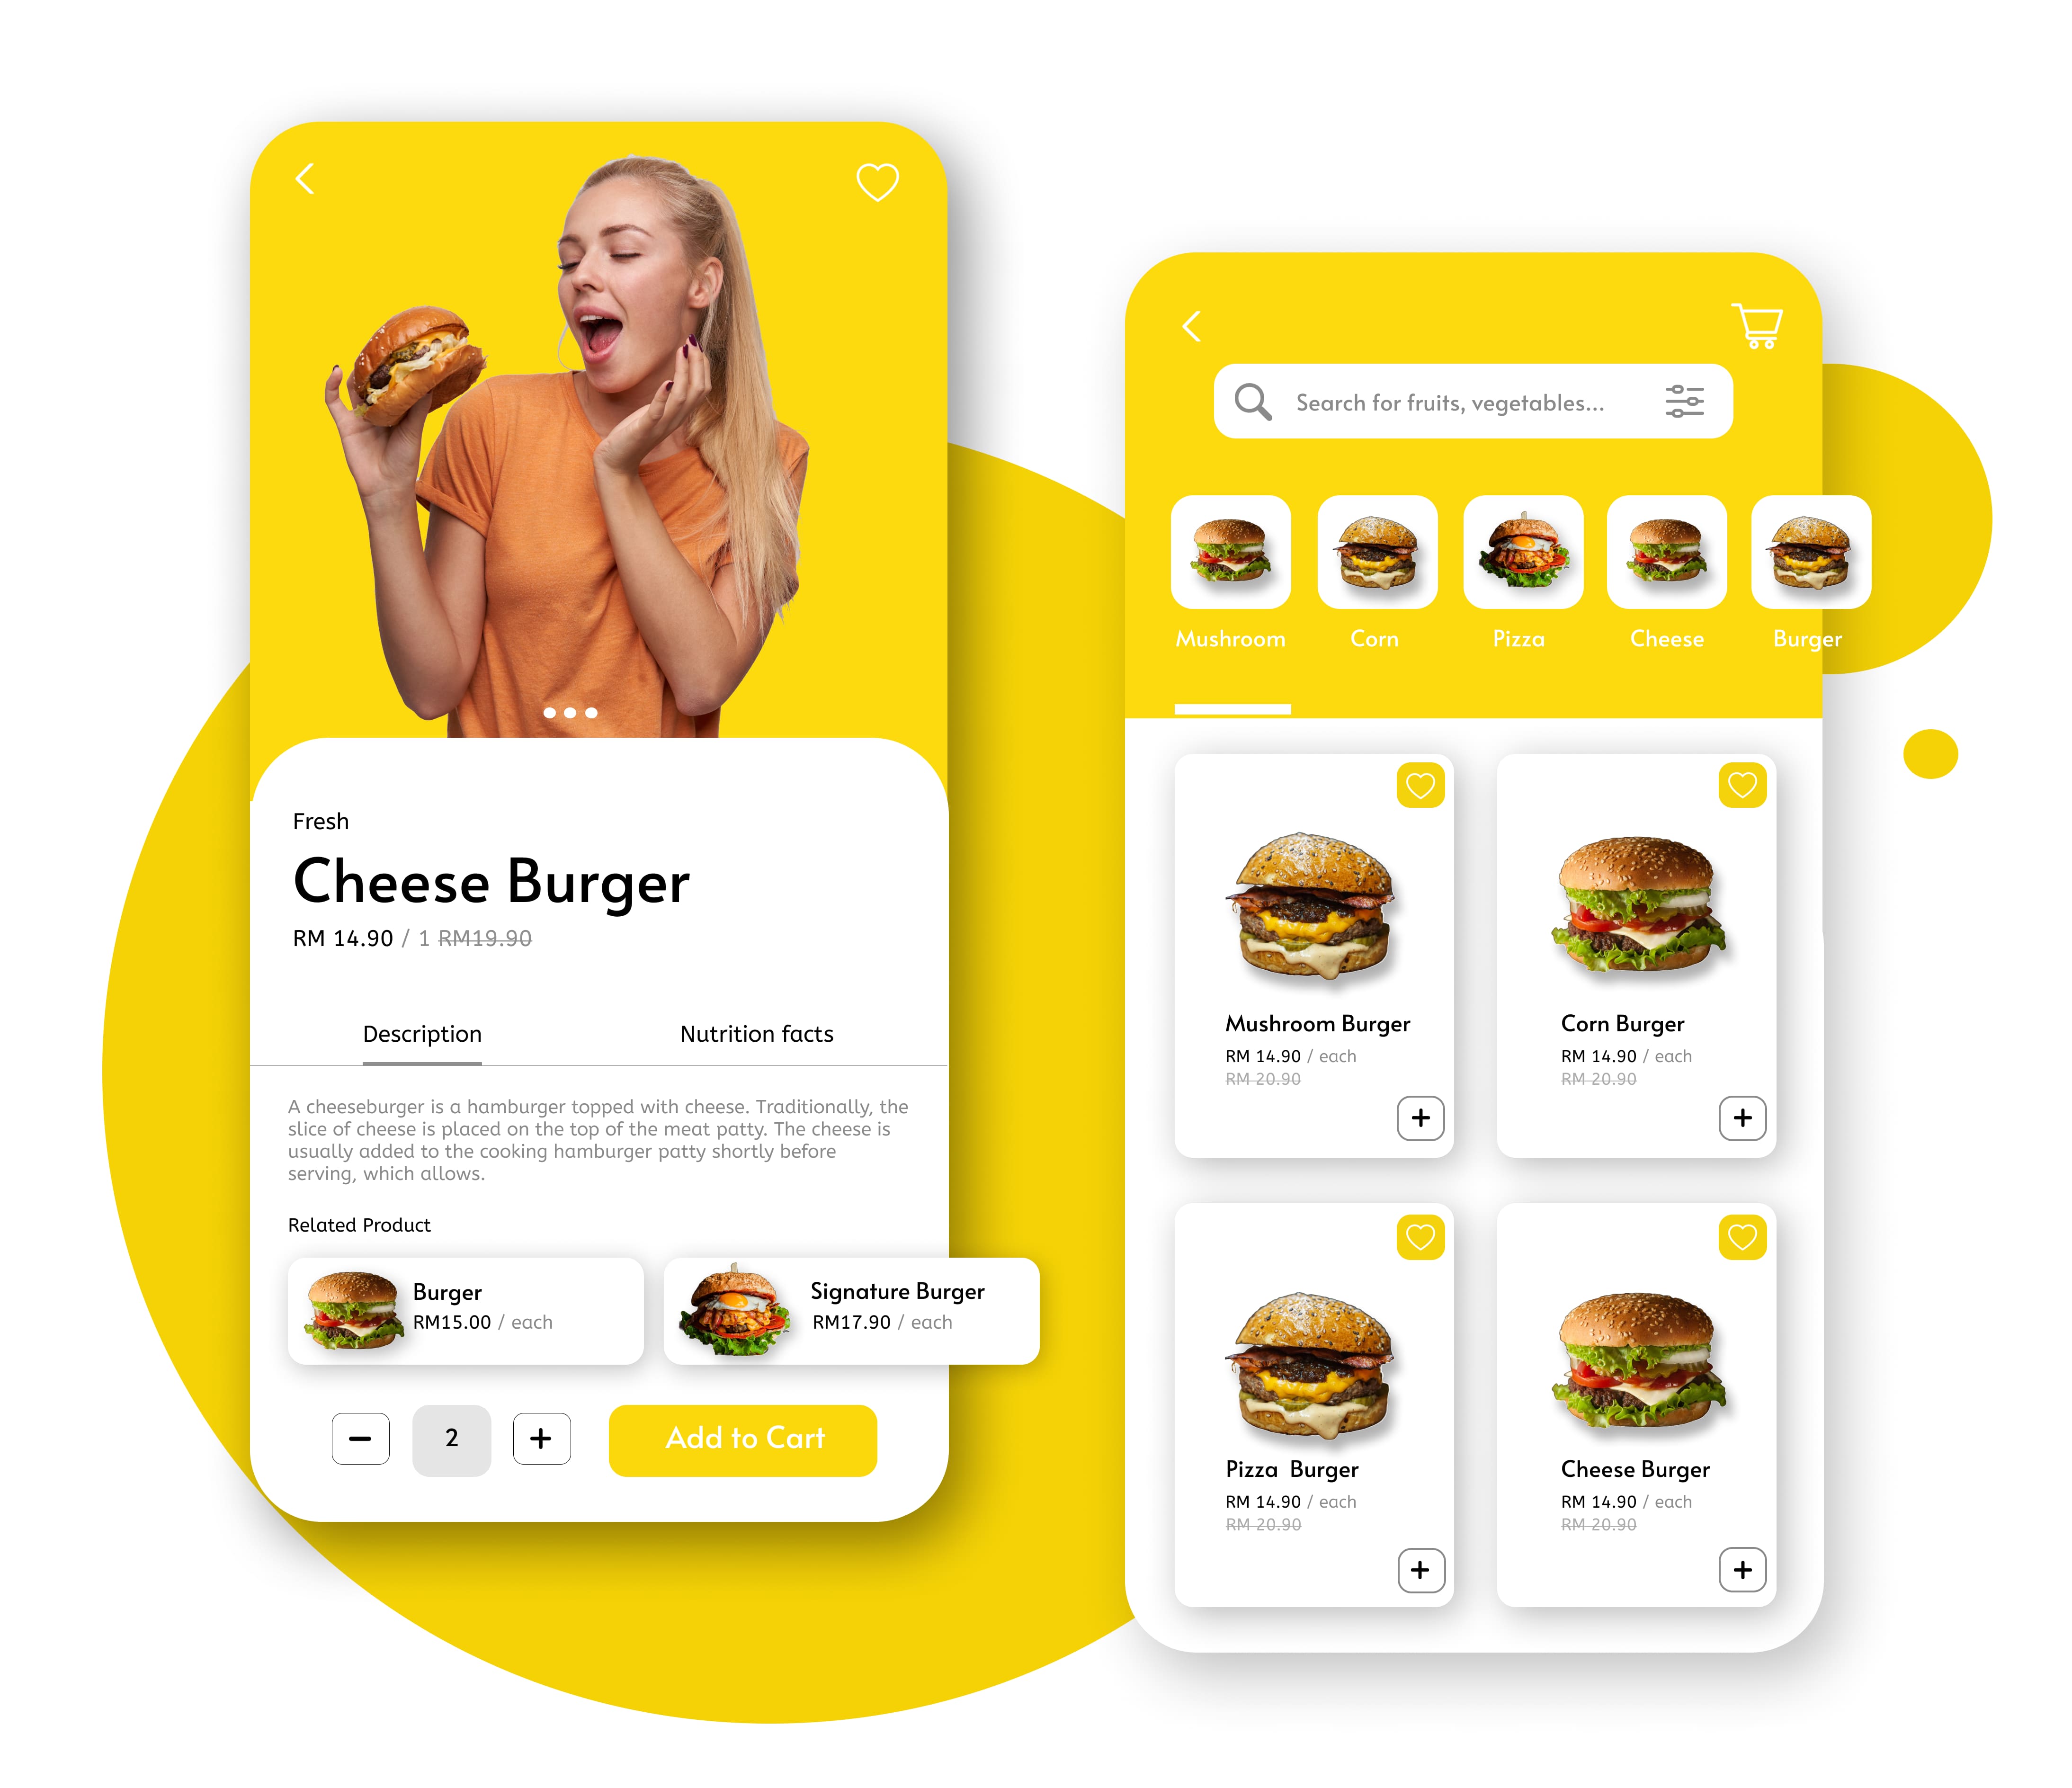 Fresh
Cheese Burger
RM 14.90 / 1 RM19.90
Description
Nutrition facts
A cheeseburger is a hamburger topped with cheese. Traditionally, the
slice of cheese is placed on the top of the meat patty. The cheese is
usually added to the cooking hamburger patty shortly before
serving, which allows.
Related Product
Burger
RM15.00 / each
Signature Burger
RM17.90 / each
2
Add to Cart
Search for fruits, vegetables...
Mushroom
Corn
Pizza
Cheese
Burger
Mushroom Burger
RM 14.90 / each
RM 20.90
Corn Burger
RM 14.90 / each
RM 20.90
Pizza  Burger
RM 14.90 / each
RM 20.90
Cheese Burger
RM 14.90 / each
RM 20.90